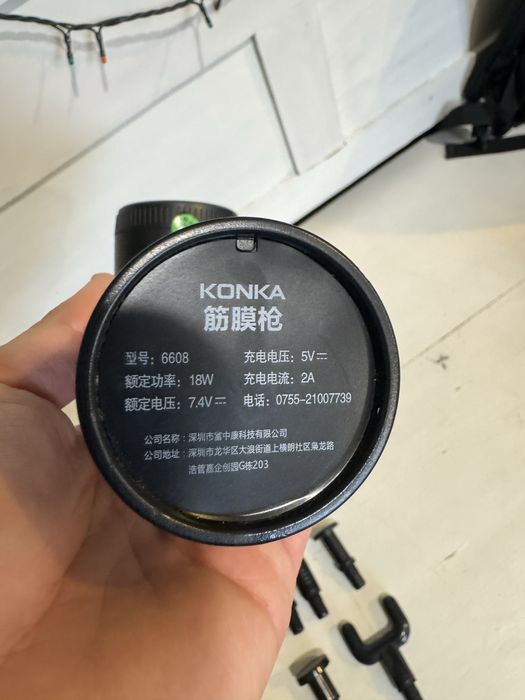 KONKA
筋膜枪
型号：6608
充电电压：5V⎓
额定功率：18W
充电电流：2A
额定电压：7.4V⎓
电话：0755-21007739
公司名称：深圳市鲨中康科技有限公司
公司地址：深圳市龙华区大浪街道上横朗社区枭龙路
浩管嘉企创园G栋203